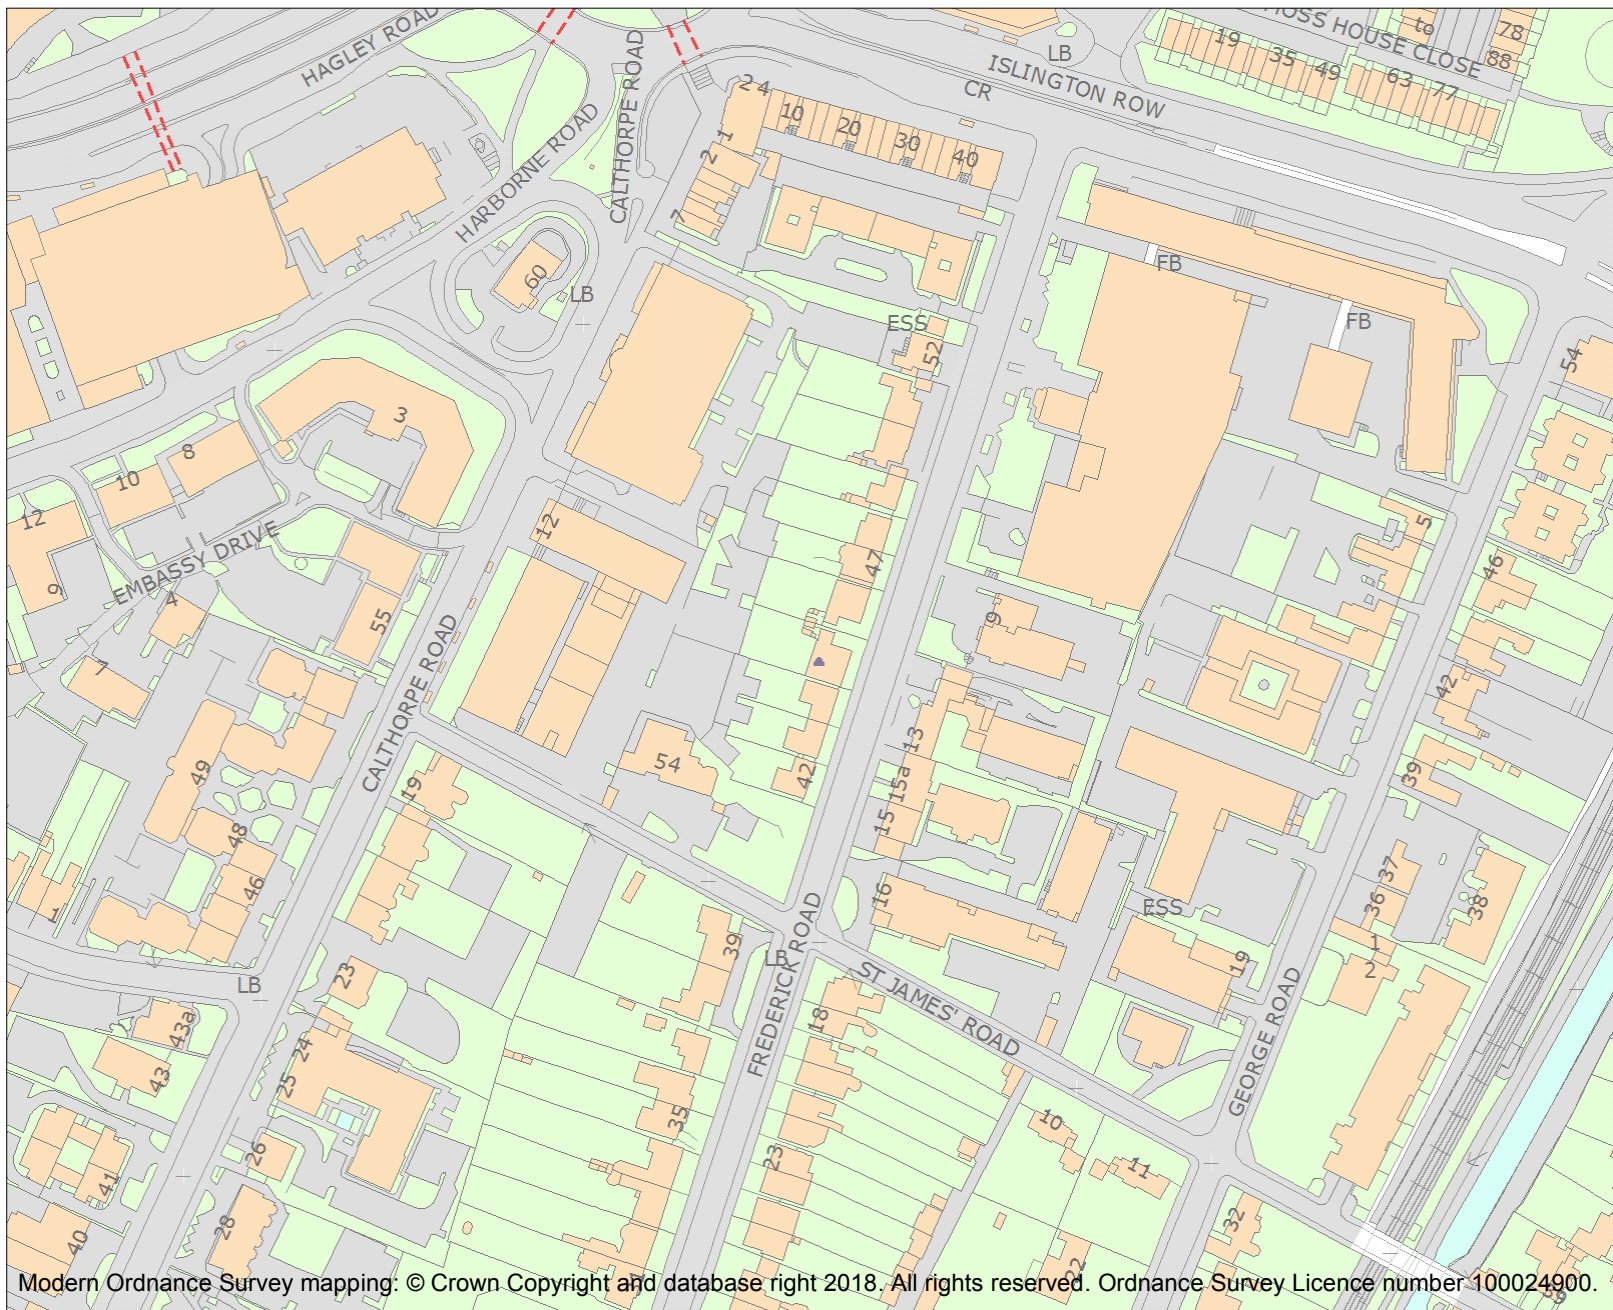 HAGLEY ROAD
CALTHORPE ROAD
HARBORNE ROAD
MOSS HOUSE CLOSE
to
78
88
LB
19
35
49
63
77
ISLINGTON ROW
CR
2 4
10
20
30
40
1
2
7
60
LB
FB
FB
ESS
52
54
3
8
10
12
12
5
EMBASSY DRIVE
9
4
47
46
55
9
7
CALTHORPE ROAD
42
13
49
54
42
39
19
15a
15
48
37
46
16
36
38
1
ESS
1
2
39
LB
19
23
LB
FREDERICK ROAD
ST JAMES' ROAD
GEORGE ROAD
43a
18
24
43
25
35
10
26
23
11
41
28
32
40
22
39
Modern Ordnance Survey mapping: © Crown Copyright and database right 2018. All rights reserved. Ordnance Survey Licence number 100024900.